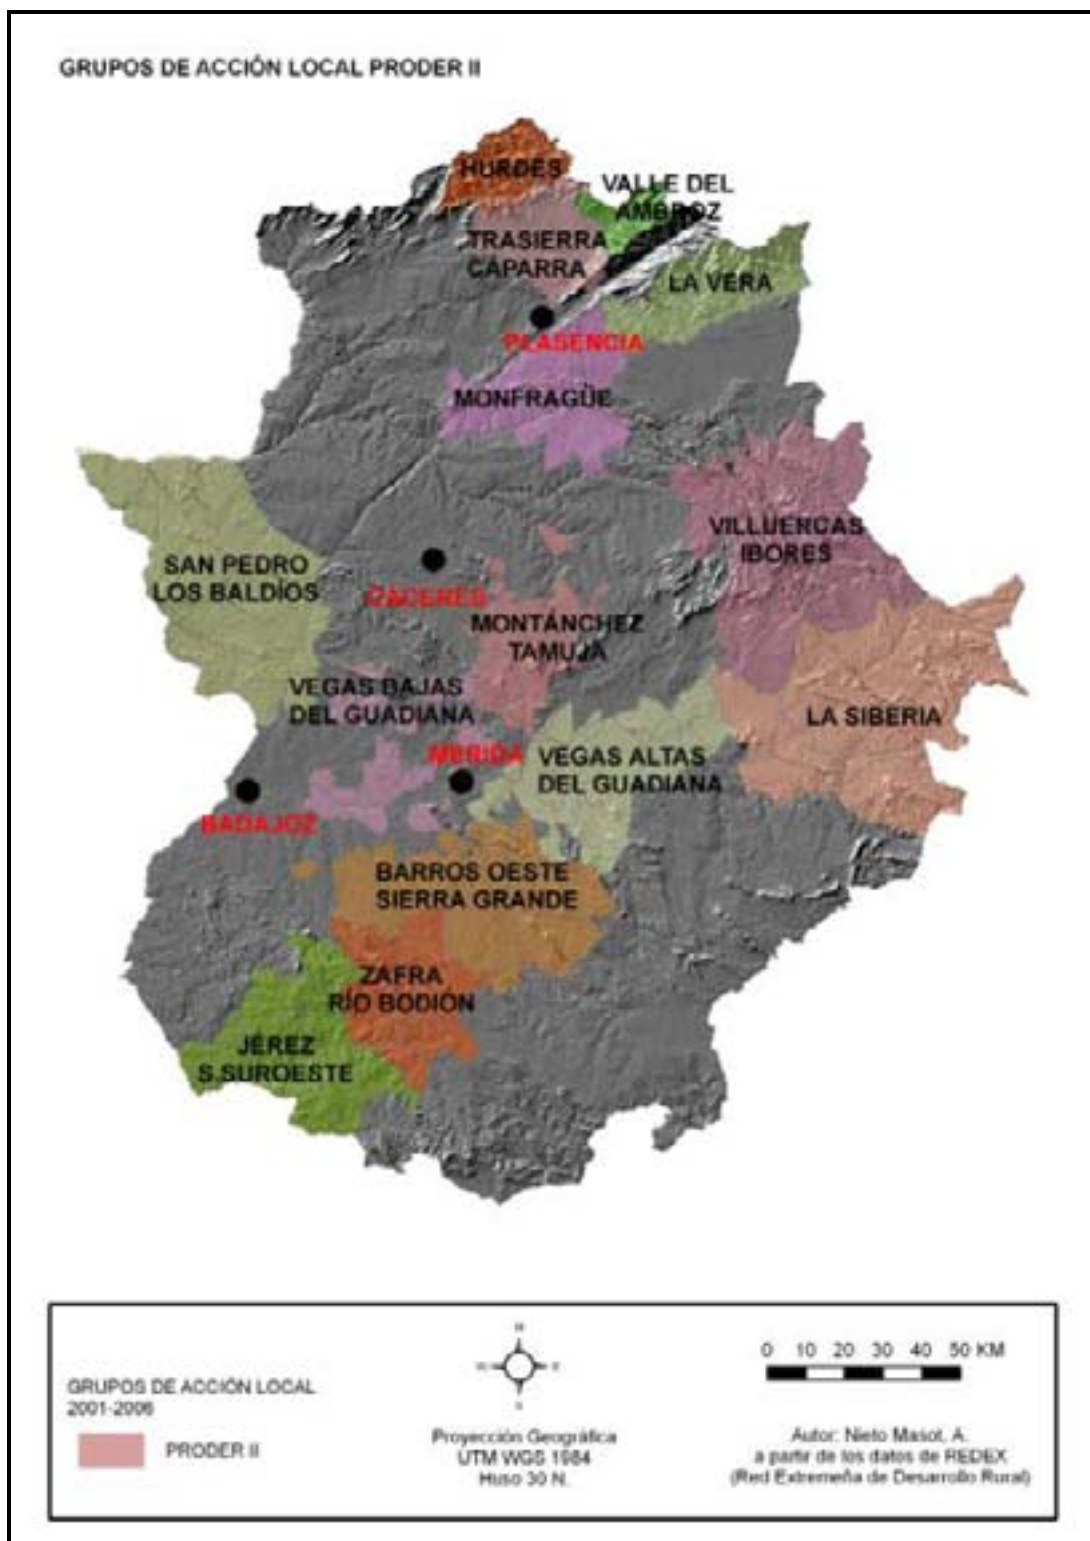 GRUPOS DE ACCIÓN LOCAL PRODER II
HURDES
VALLE DEL
AMBROZ
TRASIERRA
CAPARRA
LA VERA
PLASENCIA
MONFRAGÜE
VILLUERCAS
IBORES
SAN PEDRO
LOS BALDÍOS
CÁCERES
MONTÁNCHEZ
TAMUJA
VEGAS BAJAS
DEL GUADIANA
LA SIBERIA
MÉRIDA
VEGAS ALTAS
DEL GUADIANA
BADAJOZ
BARROS OESTE
SIERRA GRANDE
ZAFRA
RÍO BODIÓN
JÉREZ
S.SUROESTE
GRUPOS DE ACCIÓN LOCAL
2001-2006
PRODER II
N
W E
S
Proyección Geográfica
UTM WGS 1984
Huso 30 N.
0 10 20 30 40 50 KM
Autor: Nieto Masot, A.
a partir de los datos de REDEX
(Red Extremeña de Desarrollo Rural)